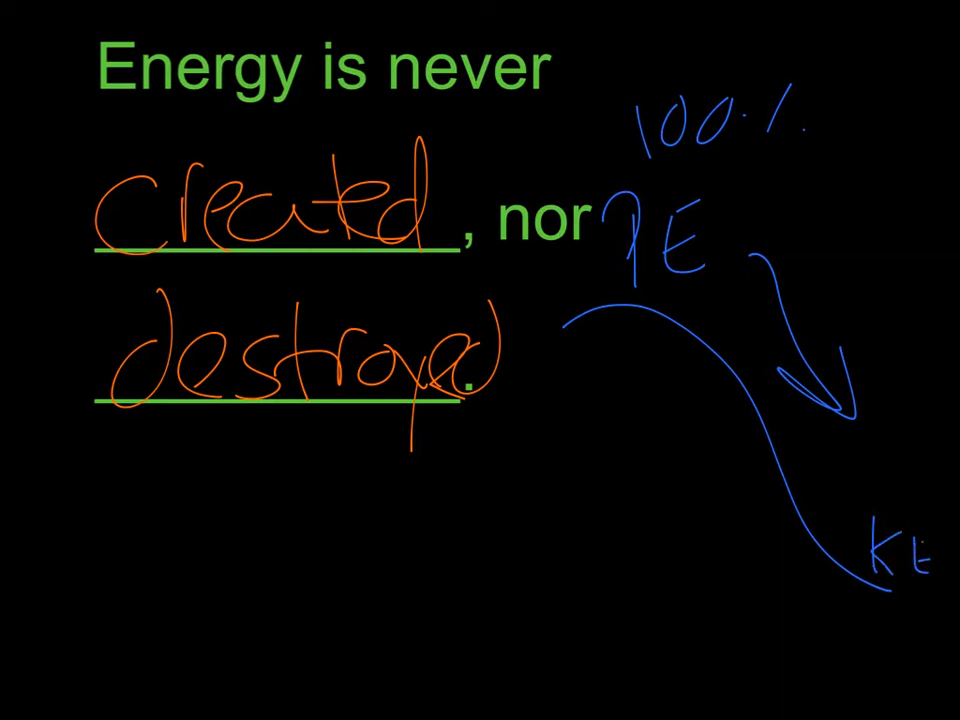 Energy is never
created, nor
destroyed.
100%
PE
KE